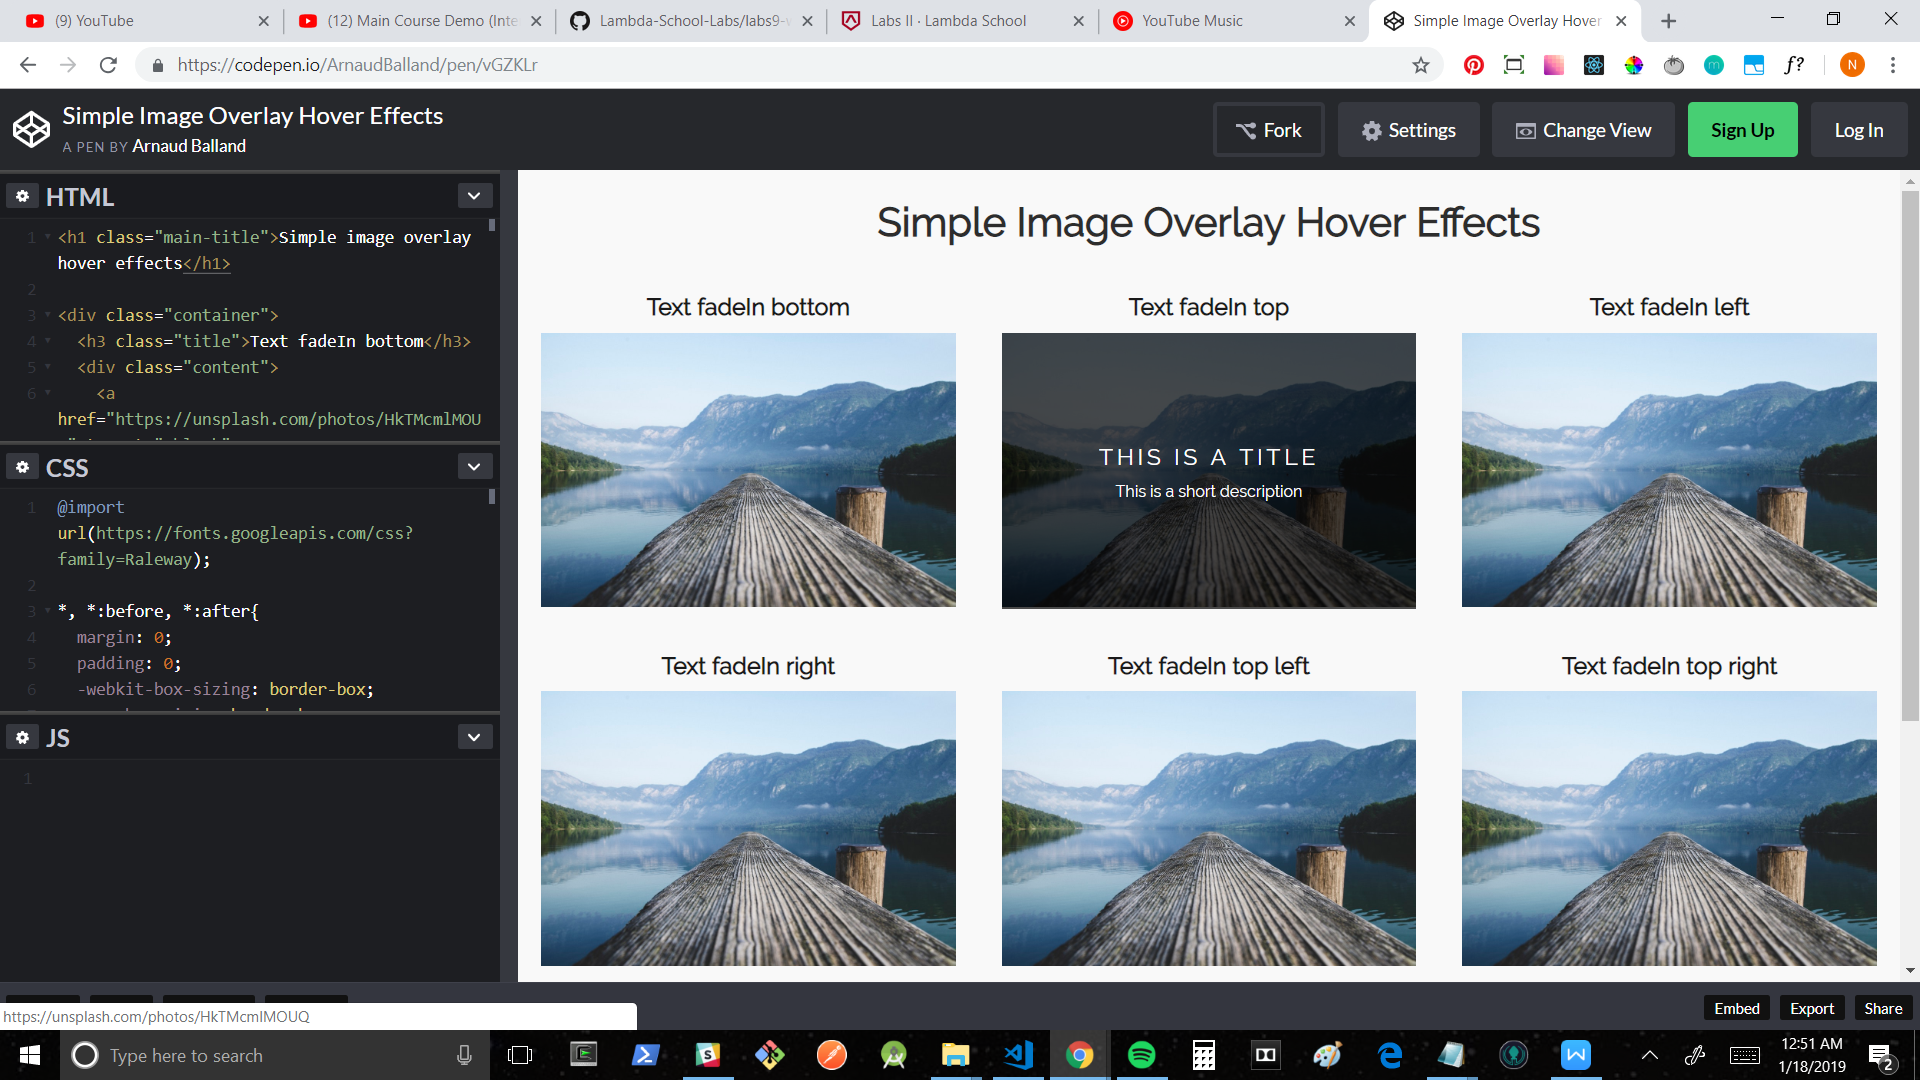 (9) YouTube
(12) Main Course Demo (Inte
Lambda-School-Labs/labs9-w
Labs II · Lambda School
YouTube Music
Simple Image Overlay Hover
https://codepen.io/ArnaudBalland/pen/vGZKLr
f?
N
Simple Image Overlay Hover Effects
A PEN BY Arnaud Balland
Fork
Settings
Change View
Sign Up
Log In
HTML
1 <h1 class="main-title">Simple image overlay
hover effects</h1>
2
3 <div class="container">
4 <h3 class="title">Text fadeIn bottom</h3>
5 <div class="content">
6 <a
href="https://unsplash.com/photos/HkTMcmlMOU
CSS
1 @import
url(https://fonts.googleapis.com/css?
family=Raleway);
2
3 *, *:before, *:after{
4 margin: 0;
5 padding: 0;
6 -webkit-box-sizing: border-box;
JS
1
Simple Image Overlay Hover Effects
Text fadeIn bottom
Text fadeIn top
Text fadeIn left
THIS IS A TITLE
This is a short description
Text fadeIn right
Text fadeIn top left
Text fadeIn top right
https://unsplash.com/photos/HkTMcmlMOUQ
Embed
Export
Share
Type here to search
12:51 AM
1/18/2019
2